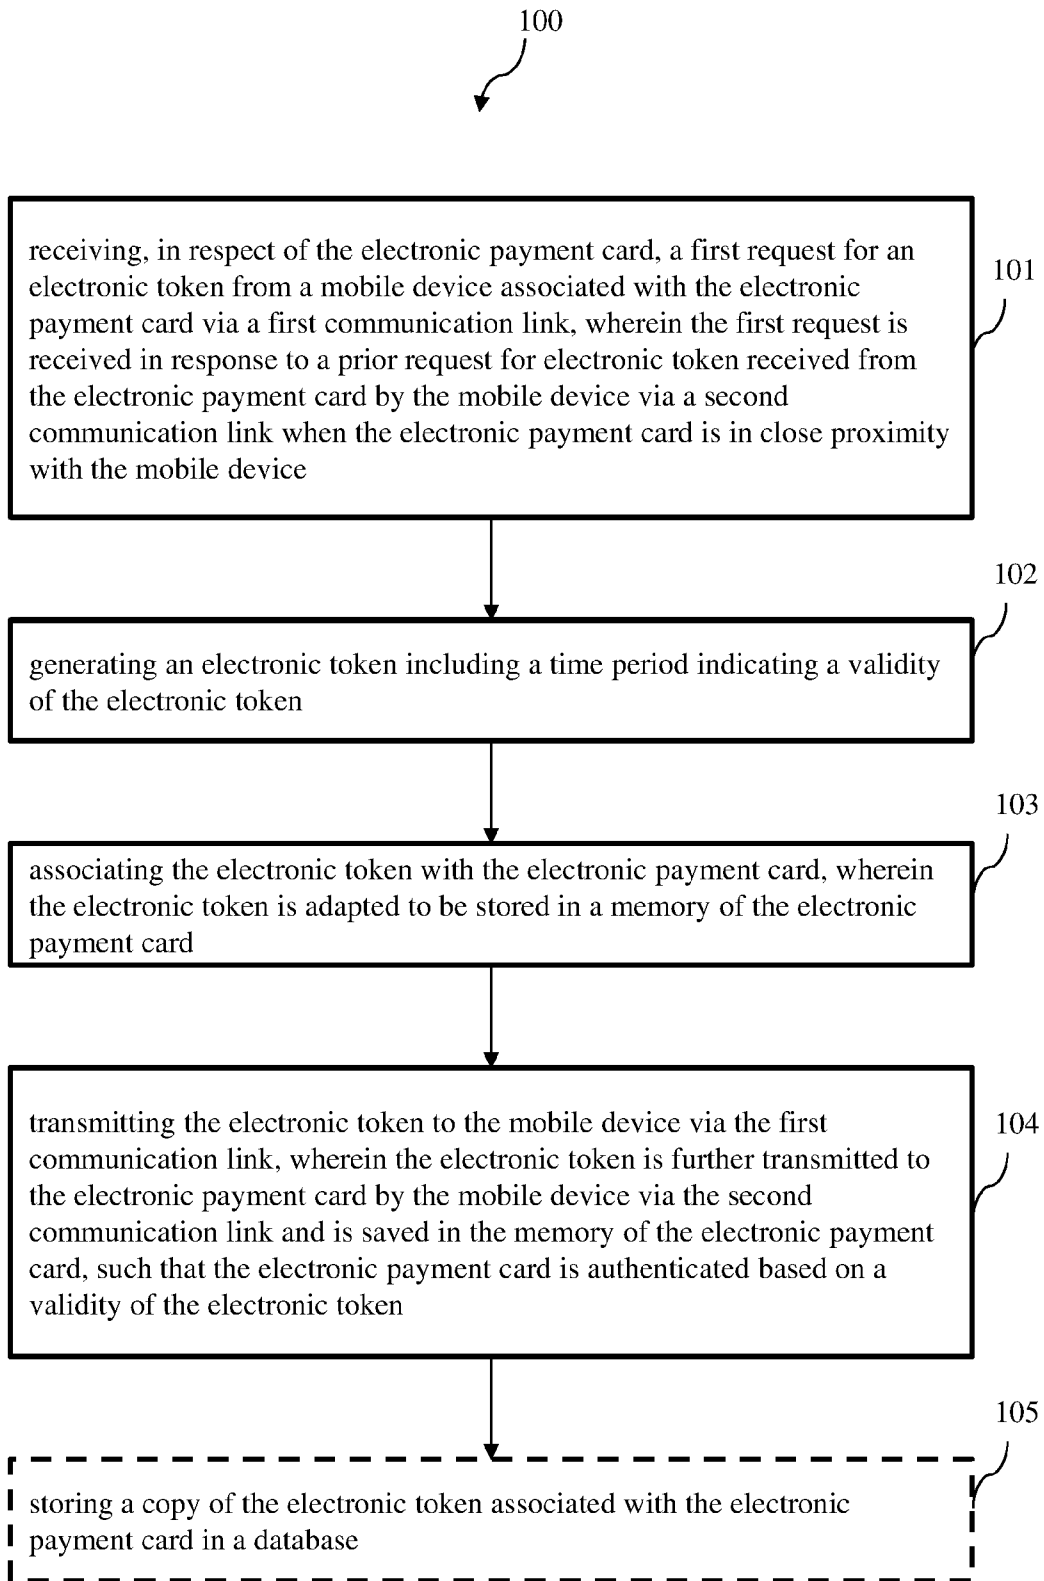 100
receiving, in respect of the electronic payment card, a first request for an
electronic token from a mobile device associated with the electronic
payment card via a first communication link, wherein the first request is
received in response to a prior request for electronic token received from
the electronic payment card by the mobile device via a second
communication link when the electronic payment card is in close proximity
with the mobile device
101
generating an electronic token including a time period indicating a validity
of the electronic token
102
associating the electronic token with the electronic payment card, wherein
the electronic token is adapted to be stored in a memory of the electronic
payment card
103
transmitting the electronic token to the mobile device via the first
communication link, wherein the electronic token is further transmitted to
the electronic payment card by the mobile device via the second
communication link and is saved in the memory of the electronic payment
card, such that the electronic payment card is authenticated based on a
validity of the electronic token
104
storing a copy of the electronic token associated with the electronic
payment card in a database
105